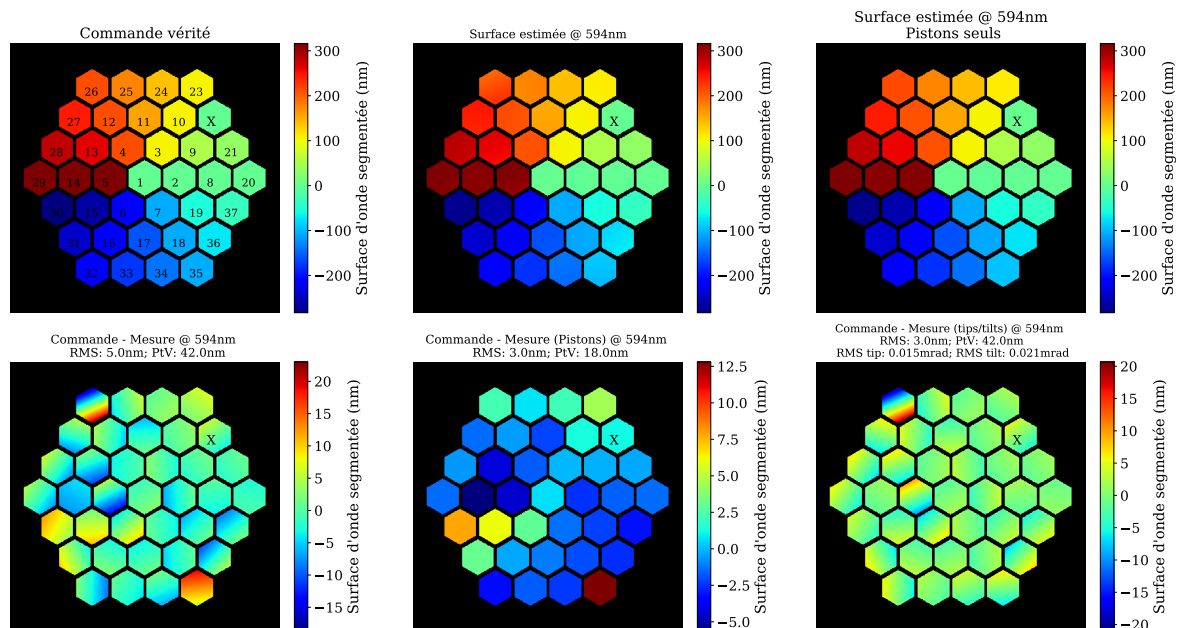 Commande vérité
300
200
100
0
−100
−200
Surface d'onde segmentée (nm)
26 25 24 23
27 12 11 10 X
28 13 4 3 9 21
29 14 5 1 2 8 20
30 15 6 7 19 37
31 16 17 18 36
32 33 34 35
Surface estimée @ 594nm
X
300
200
100
0
−100
−200
Surface d'onde segmentée (nm)
Surface estimée @ 594nm
Pistons seuls
X
300
200
100
0
−100
−200
Surface d'onde segmentée (nm)
Commande - Mesure @ 594nm
RMS: 5.0nm; PtV: 42.0nm
X
20
15
10
5
0
−5
−10
−15
Surface d'onde segmentée (nm)
Commande - Mesure (Pistons) @ 594nm
RMS: 3.0nm; PtV: 18.0nm
X
12.5
10.0
7.5
5.0
2.5
0.0
−2.5
−5.0
Surface d'onde segmentée (nm)
Commande - Mesure (tips/tilts) @ 594nm
RMS: 3.0nm; PtV: 42.0nm
RMS tip: 0.015mrad; RMS tilt: 0.021mrad
X
20
15
10
5
0
−5
−10
−15
−20
Surface d'onde segmentée (nm)